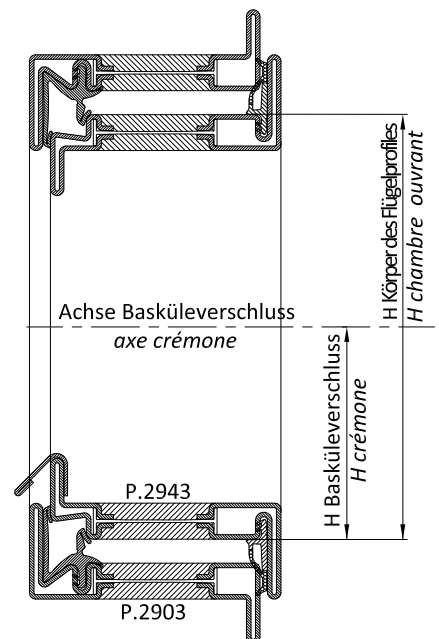 H Körper des Flügelprofiles
H chambre ouvrant
Achse Basküleverschluss
axe crémone
H Basküleverschluss
H crémone
P.2943
P.2903